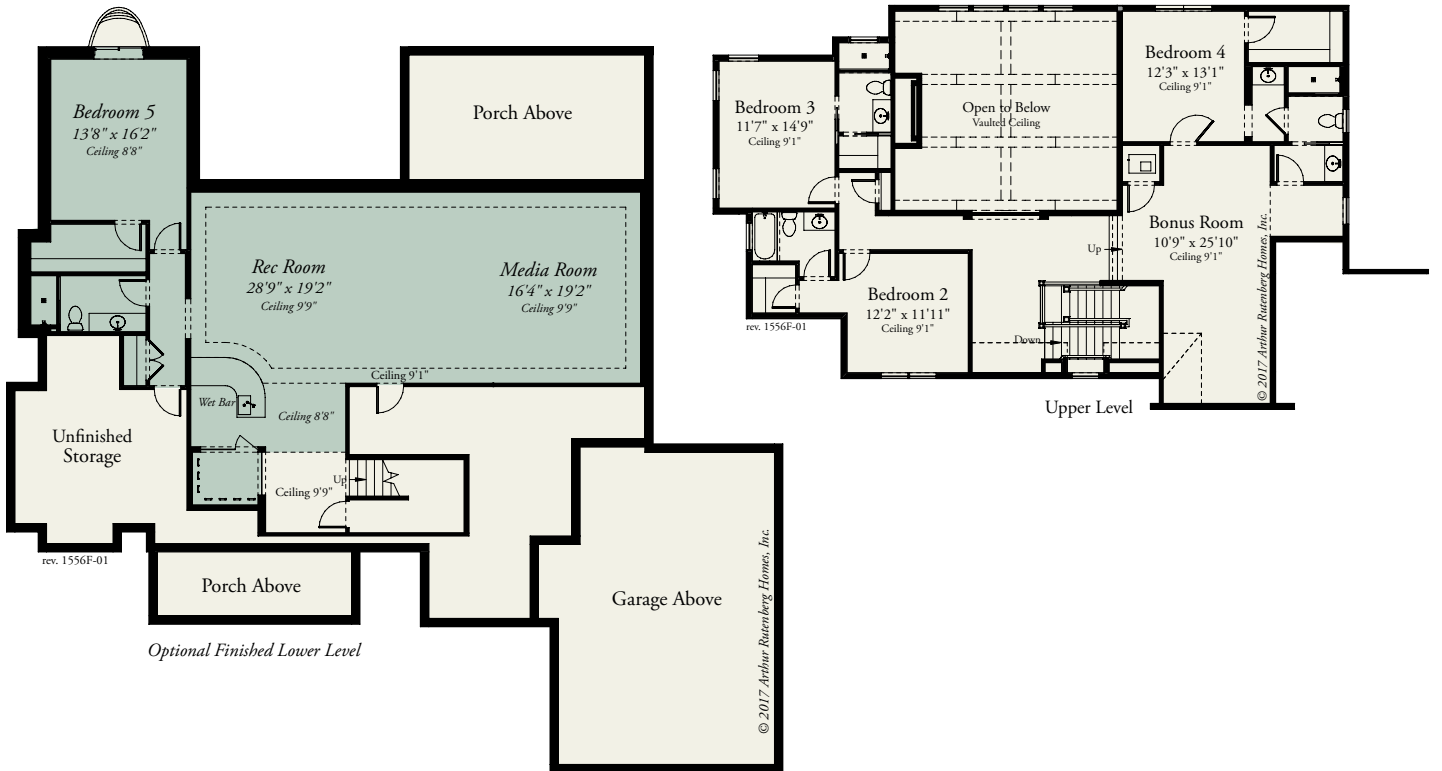 Bedroom 5
13'8" x 16'2"
Ceiling 8'8"
Porch Above
Rec Room
28'9" x 19'2"
Ceiling 9'9"
Media Room
16'4" x 19'2"
Ceiling 9'9"
Ceiling 9'1"
Wet Bar
Ceiling 8'8"
Unfinished
Storage
Ceiling 9'9"
Up
rev. 1556F-01
Porch Above
Garage Above
© 2017 Arthur Rutenberg Homes, Inc.
Optional Finished Lower Level
Bedroom 3
11'7" x 14'9"
Ceiling 9'1"
Open to Below
Vaulted Ceiling
Bedroom 4
12'3" x 13'1"
Ceiling 9'1"
Bonus Room
10'9" x 25'10"
Ceiling 9'1"
Up
Bedroom 2
12'2" x 11'11"
Ceiling 9'1"
Down
rev. 1556F-01
© 2017 Arthur Rutenberg Homes, Inc.
Upper Level